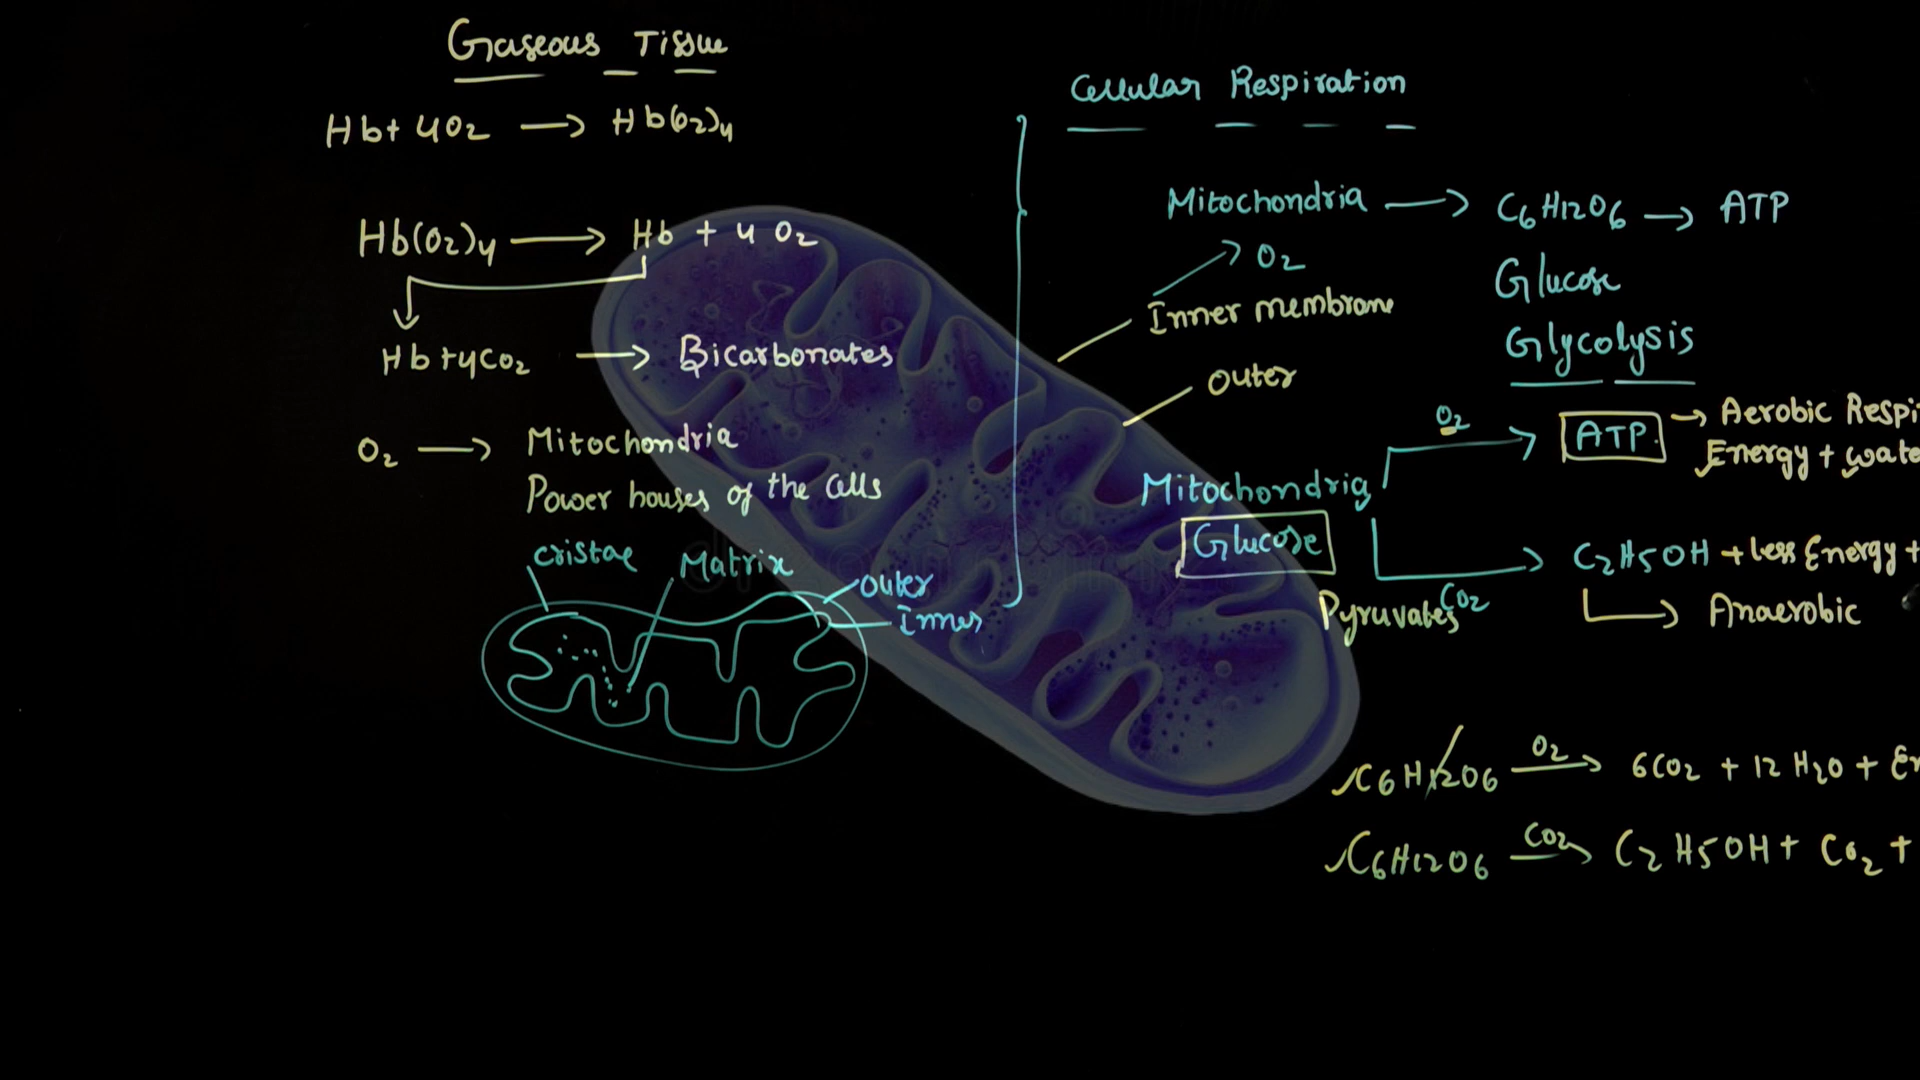 Gaseous Tissue
Hb + 4O2 → Hb(O2)4
Hb(O2)4 → Hb + 4 O2
Hb + 4CO2 → Bicarbonates
O2 → Mitochondria
Power houses of the cells
cristae Matrix
outer
Inner
Cellular Respiration
Mitochondria → C6H12O6 → ATP
O2
Glucose
Inner membrane
Glycolysis
outer
O2
ATP → Aerobic Respi
Energy + wate
Mitochondria
Glucose
C2H5OH + less Energy +
Pyruvates CO2
Anaerobic
C6H12O6 O2 → 6CO2 + 12 H2O + En
C6H12O6 CO2 → C2H5OH + CO2 +